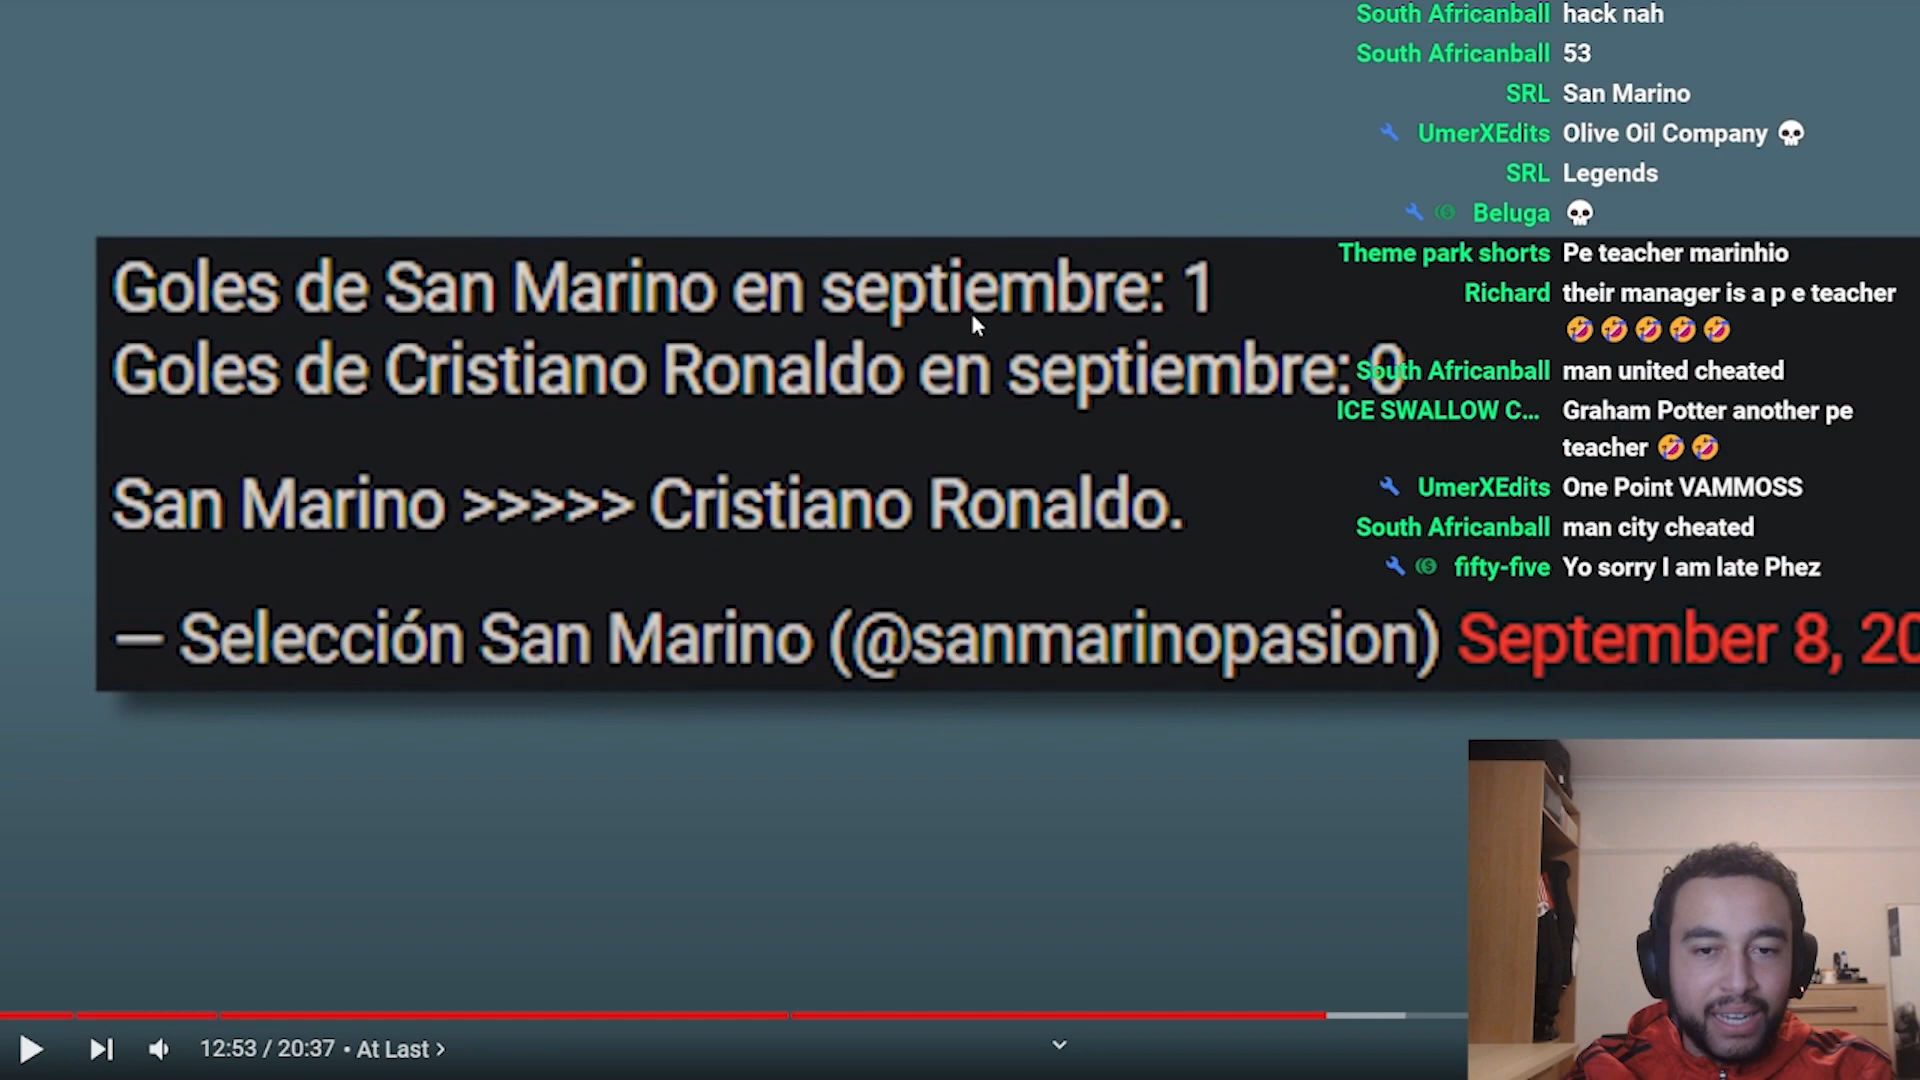 South Africanball hack nah
South Africanball 53
SRL San Marino
UmerXEdits Olive Oil Company 💀
SRL Legends
Beluga 💀
Theme park shorts Pe teacher marinhio
Richard their manager is a p e teacher
🤣🤣🤣🤣🤣
South Africanball man united cheated
ICE SWALLOW C... Graham Potter another pe
teacher 🤣🤣
UmerXEdits One Point VAMMOSS
South Africanball man city cheated
fifty-five Yo sorry I am late Phez
Goles de San Marino en septiembre: 1
Goles de Cristiano Ronaldo en septiembre: 0
San Marino >>>>> Cristiano Ronaldo.
— Selección San Marino (@sanmarinopasion) September 8, 20
12:53 / 20:37 • At Last >